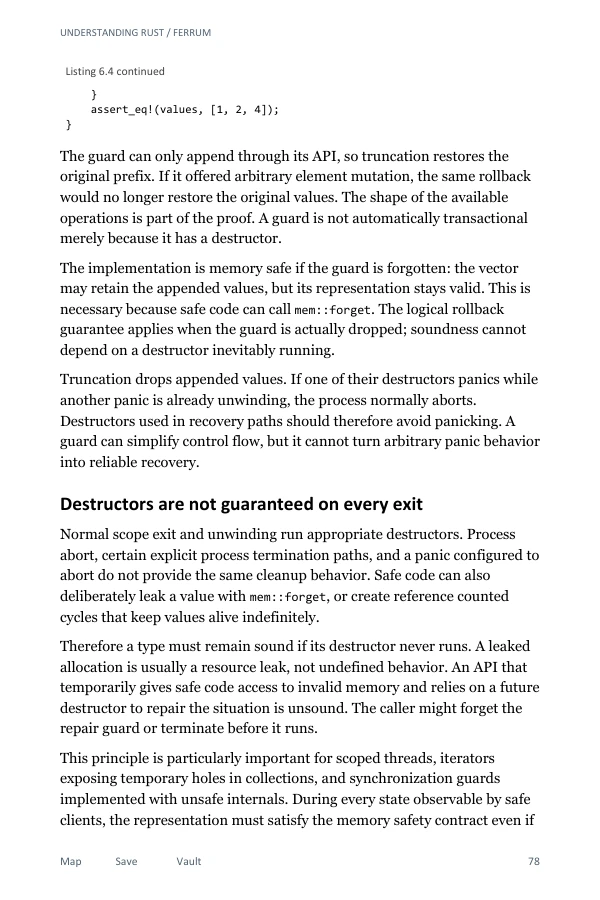 UNDERSTANDING RUST / FERRUM
Listing 6.4 continued
    }
    assert_eq!(values, [1, 2, 4]);
}
The guard can only append through its API, so truncation restores the
original prefix. If it offered arbitrary element mutation, the same rollback
would no longer restore the original values. The shape of the available
operations is part of the proof. A guard is not automatically transactional
merely because it has a destructor.
The implementation is memory safe if the guard is forgotten: the vector
may retain the appended values, but its representation stays valid. This is
necessary because safe code can call mem::forget. The logical rollback
guarantee applies when the guard is actually dropped; soundness cannot
depend on a destructor inevitably running.
Truncation drops appended values. If one of their destructors panics while
another panic is already unwinding, the process normally aborts.
Destructors used in recovery paths should therefore avoid panicking. A
guard can simplify control flow, but it cannot turn arbitrary panic behavior
into reliable recovery.
Destructors are not guaranteed on every exit
Normal scope exit and unwinding run appropriate destructors. Process
abort, certain explicit process termination paths, and a panic configured to
abort do not provide the same cleanup behavior. Safe code can also
deliberately leak a value with mem::forget, or create reference counted
cycles that keep values alive indefinitely.
Therefore a type must remain sound if its destructor never runs. A leaked
allocation is usually a resource leak, not undefined behavior. An API that
temporarily gives safe code access to invalid memory and relies on a future
destructor to repair the situation is unsound. The caller might forget the
repair guard or terminate before it runs.
This principle is particularly important for scoped threads, iterators
exposing temporary holes in collections, and synchronization guards
implemented with unsafe internals. During every state observable by safe
clients, the representation must satisfy the memory safety contract even if
Map Save Vault 78